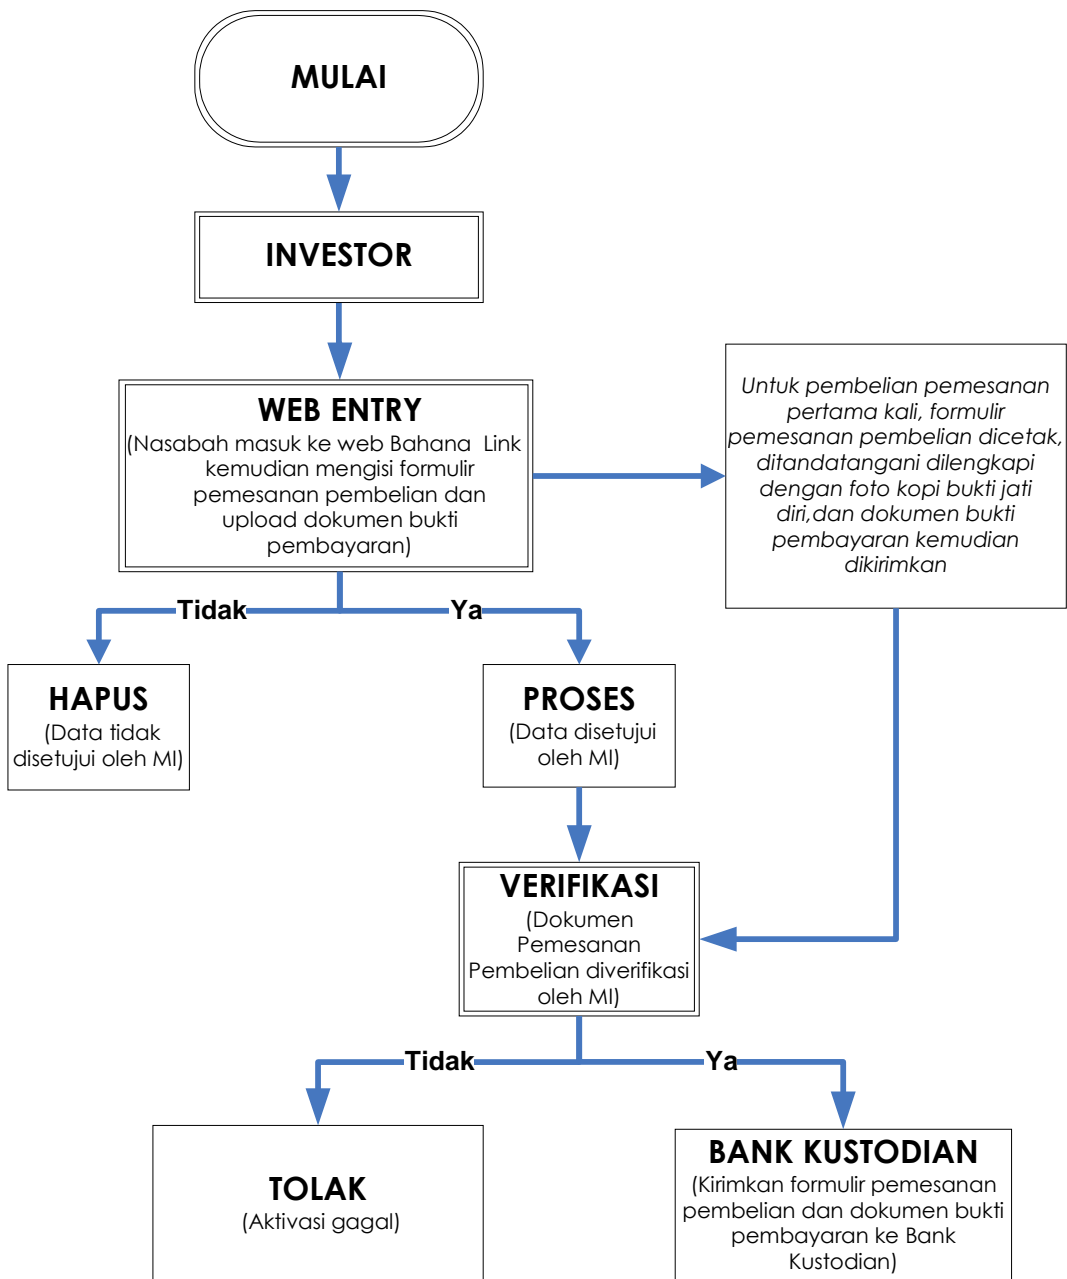 MULAI
INVESTOR
WEB ENTRY
(Nasabah masuk ke web Bahana  Link
kemudian mengisi formulir
pemesanan pembelian dan
upload dokumen bukti
pembayaran)
Untuk pembelian pemesanan
pertama kali, formulir
pemesanan pembelian dicetak,
ditandatangani dilengkapi
dengan foto kopi bukti jati
diri,dan dokumen bukti
pembayaran kemudian
dikirimkan
Tidak
Ya
HAPUS
(Data tidak
disetujui oleh MI)
PROSES
(Data disetujui
oleh MI)
VERIFIKASI
(Dokumen
Pemesanan
Pembelian diverifikasi
oleh MI)
Tidak
Ya
TOLAK
(Aktivasi gagal)
BANK KUSTODIAN
(Kirimkan formulir pemesanan
pembelian dan dokumen bukti
pembayaran ke Bank
Kustodian)